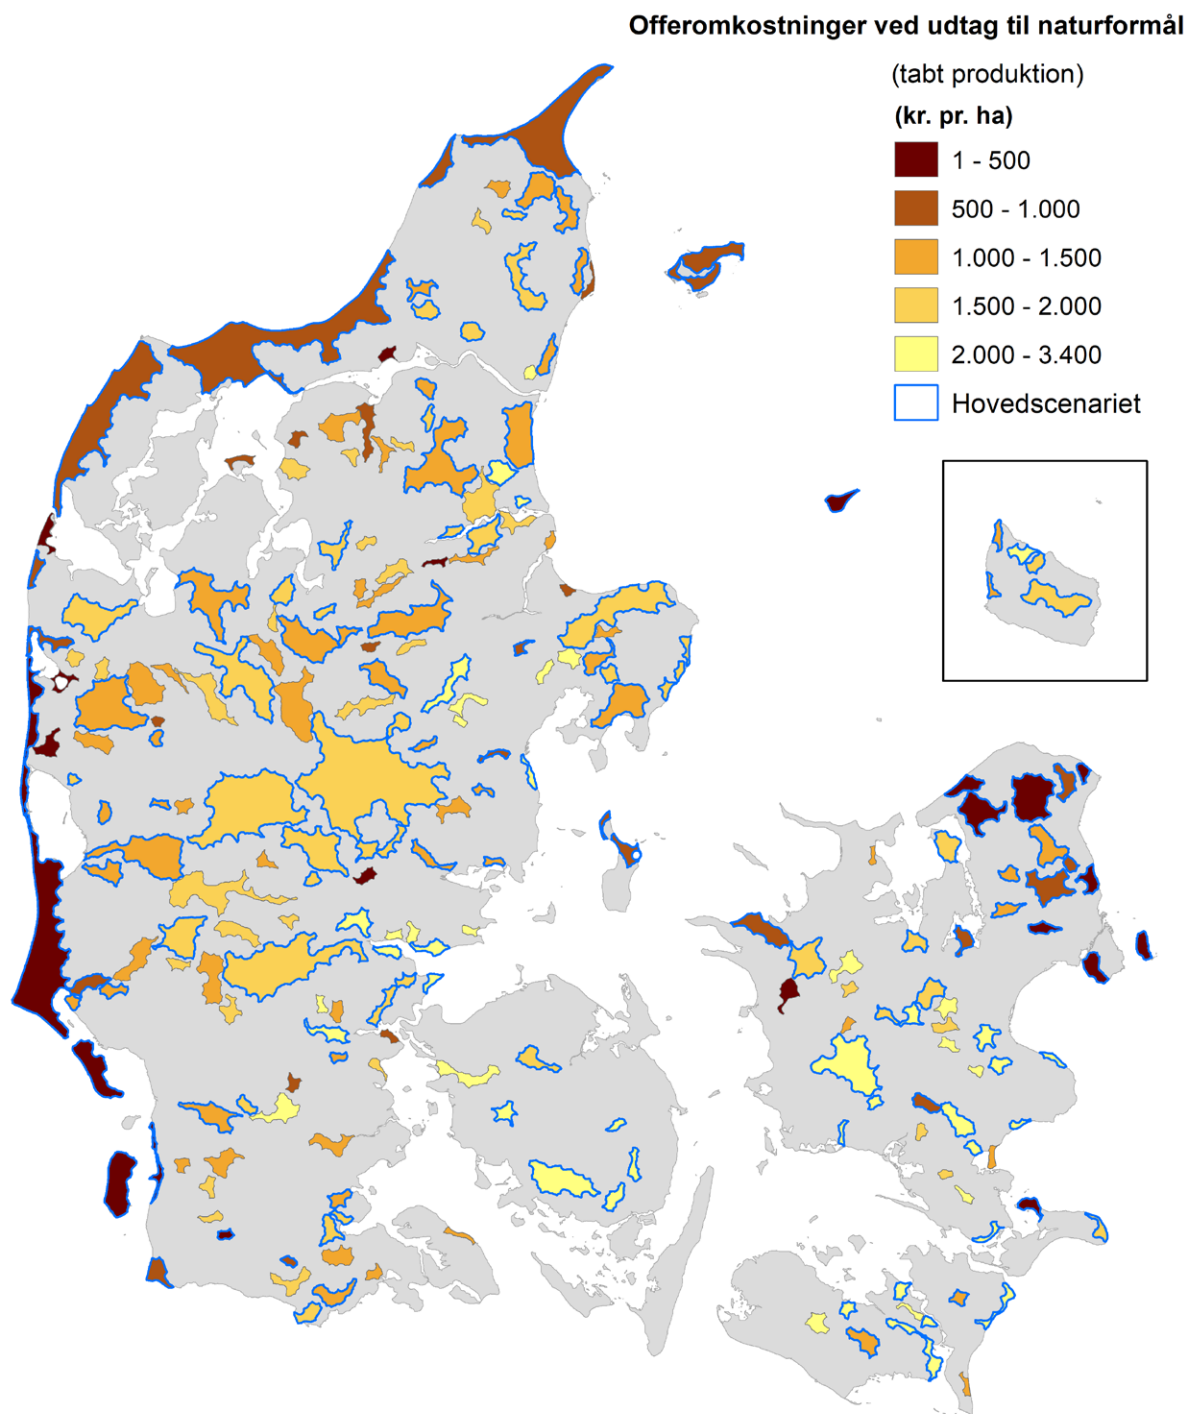 Offeromkostninger ved udtag til naturformål
(tabt produktion)
(kr. pr. ha)
1 - 500
500 - 1.000
1.000 - 1.500
1.500 - 2.000
2.000 - 3.400
Hovedscenariet